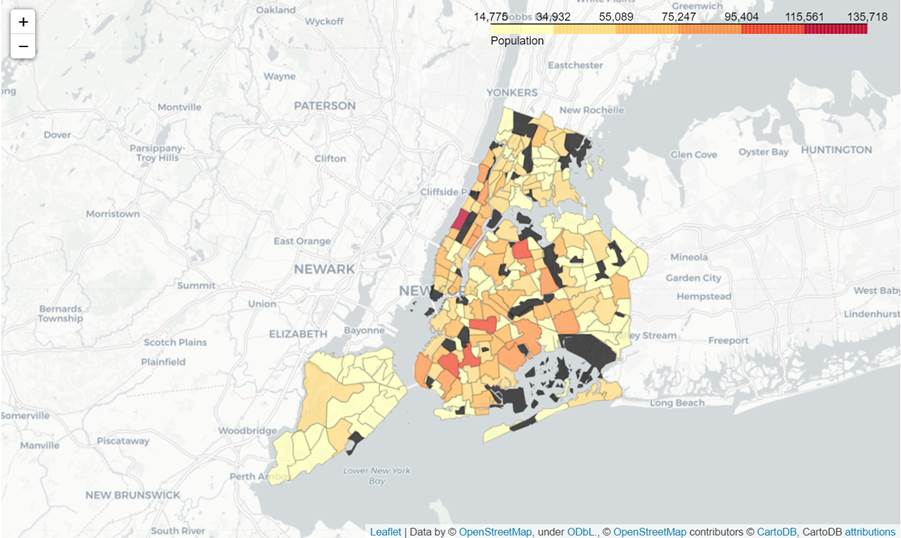 +
−
14,775 34,932 55,089 75,247 95,404 115,561 135,718
Population
Oakland
Wyckoff
Greenwich
Eastchester
YONKERS
New Rochelle
Wayne
PATERSON
Montville
Dover
Parsippany-
Troy Hills
Clifton
Glen Cove
Oyster Bay
HUNTINGTON
Cliffside
Morristown
East Orange
NEWARK
Mineola
Garden City
Hempstead
West Baby
Summit
Union
Bernards
Township
ELIZABETH
Bayonne
Scotch Plains
Plainfield
ey Stream
Freeport
Lindenhurst
Long Beach
Somerville
Manville
Piscataway
Woodbridge
Perth Am
Lower New York
Bay
NEW BRUNSWICK
South River
Leaflet | Data by © OpenStreetMap, under ODbL., © OpenStreetMap contributors © CartoDB, CartoDB attributions